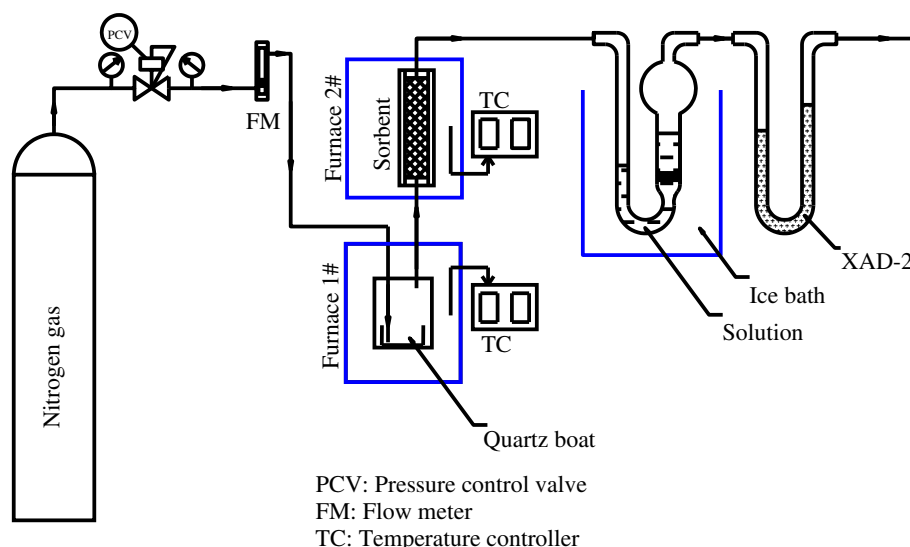 PCV
FM
Furnace 2#
Sorbent
TC
XAD-2
Ice bath
Solution
Furnace 1#
TC
Nitrogen gas
Quartz boat
PCV: Pressure control valve
FM: Flow meter
TC: Temperature controller